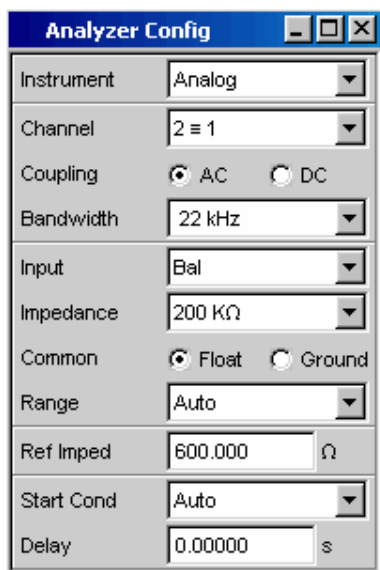 Analyzer Config
Instrument Analog
Channel 2 ≡ 1
Coupling AC DC
Bandwidth 22 kHz
Input Bal
Impedance 200 KΩ
Common Float Ground
Range Auto
Ref Imped 600.000 Ω
Start Cond Auto
Delay 0.00000 s